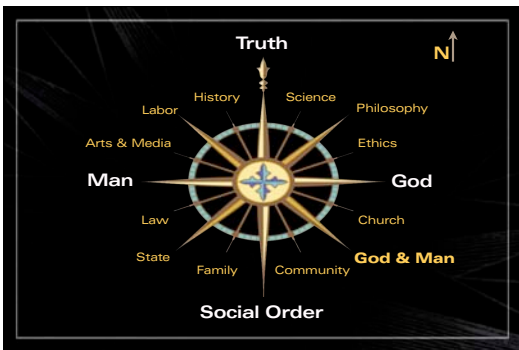 Truth
N
History
Science
Labor
Philosophy
Arts & Media
Ethics
Man
God
Law
Church
State
God & Man
Family
Community
Social Order